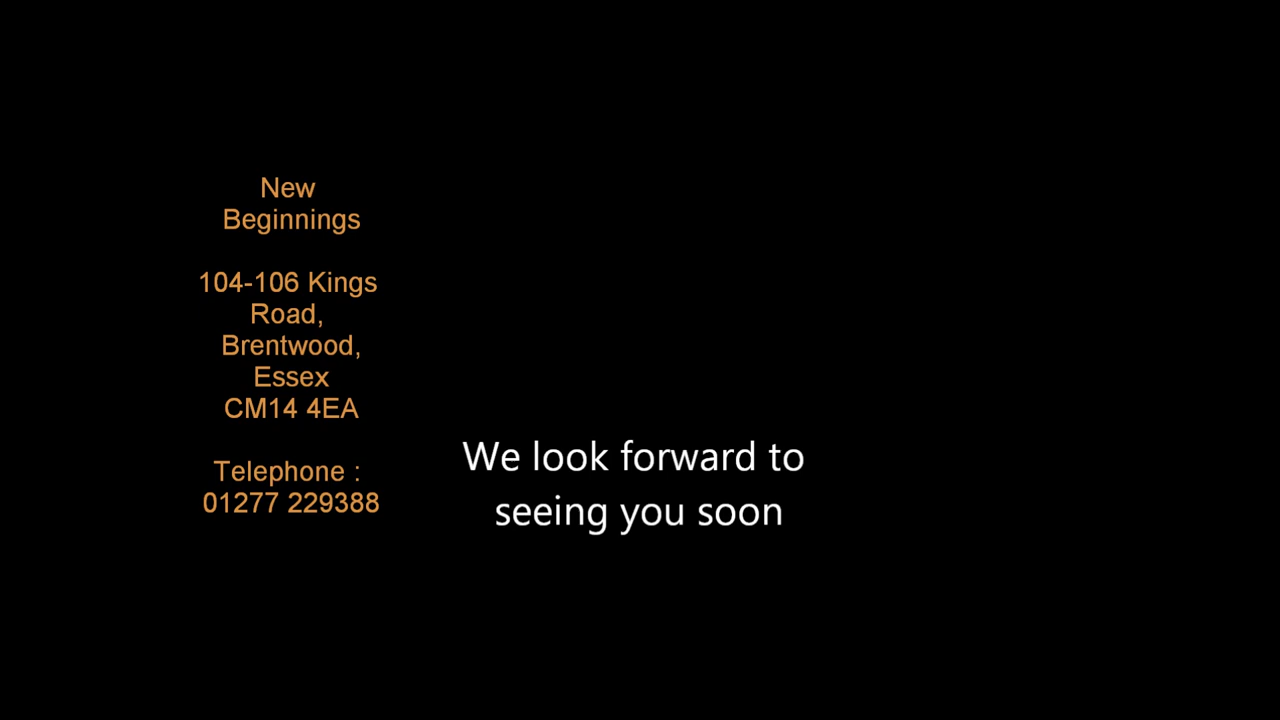 New
Beginnings
104-106 Kings
Road,
Brentwood,
Essex
CM14 4EA
Telephone :
01277 229388
We look forward to
seeing you soon